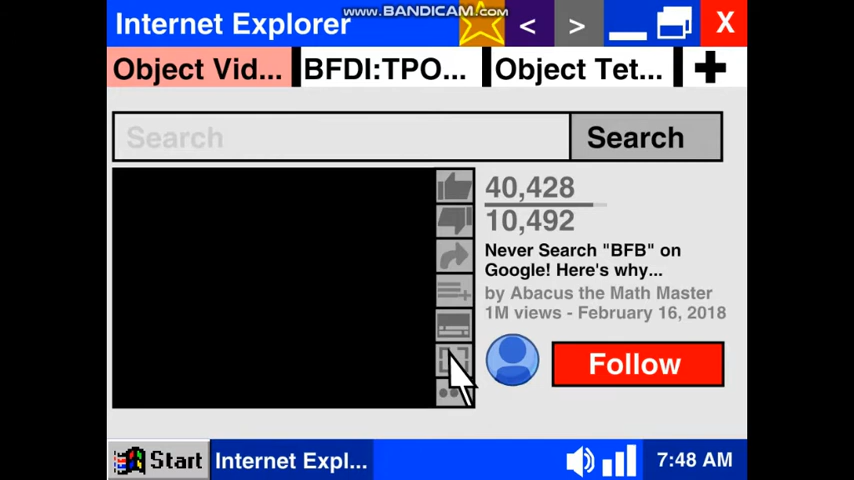 www.BANDICAM.com
Internet Explorer < > X
Object Vid... BFDI:TPO... Object Tet...
Search Search
40,428
10,492
Never Search "BFB" on
Google! Here's why...
by Abacus the Math Master
1M views - February 16, 2018
Follow
Start Internet Expl... 7:48 AM